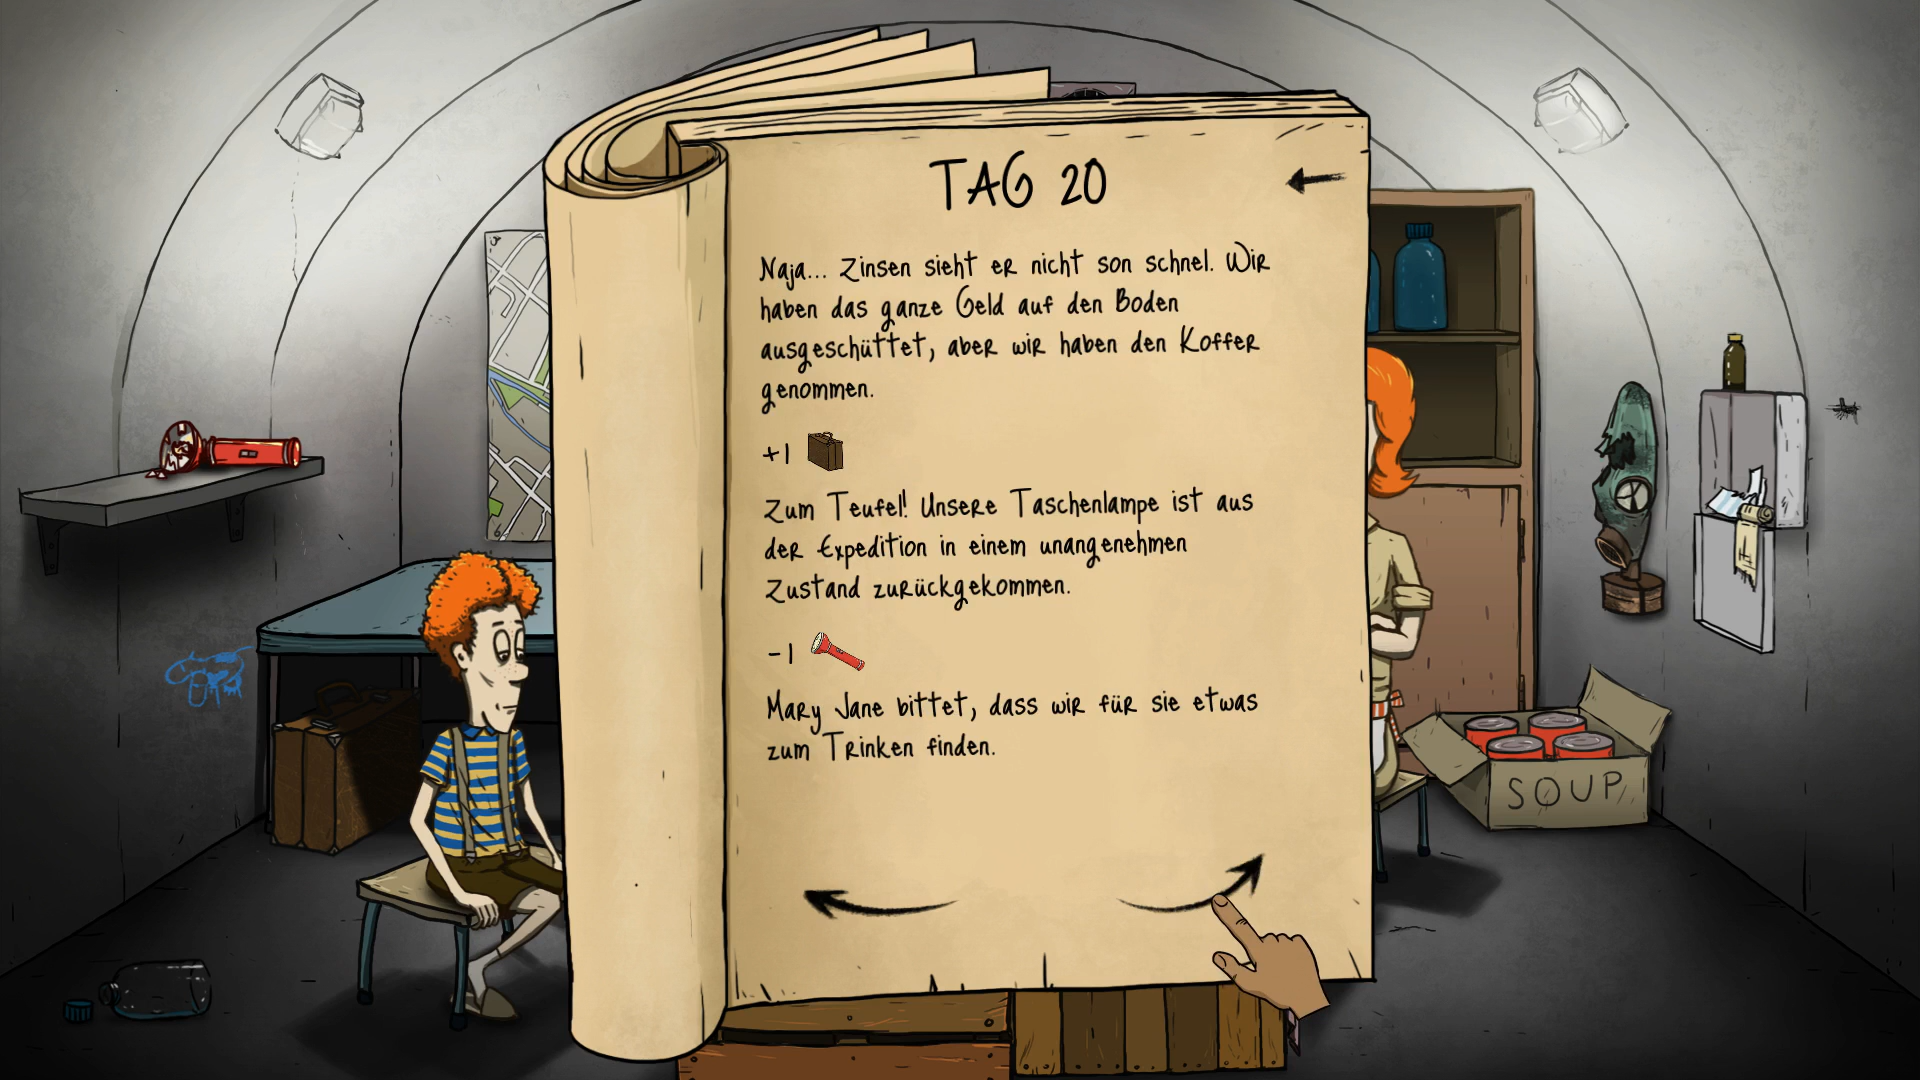 TAG 20
Naja... Zinsen sieht er nicht son schnel. Wir
haben das ganze Geld auf den Boden
ausgeschüttet, aber wir haben den Koffer
genommen.
+1
Zum Teufel! Unsere Taschenlampe ist aus
der Expedition in einem unangenehmen
Zustand zurückgekommen.
-1
Mary Jane bittet, dass wir für sie etwas
zum Trinken finden.
SOUP